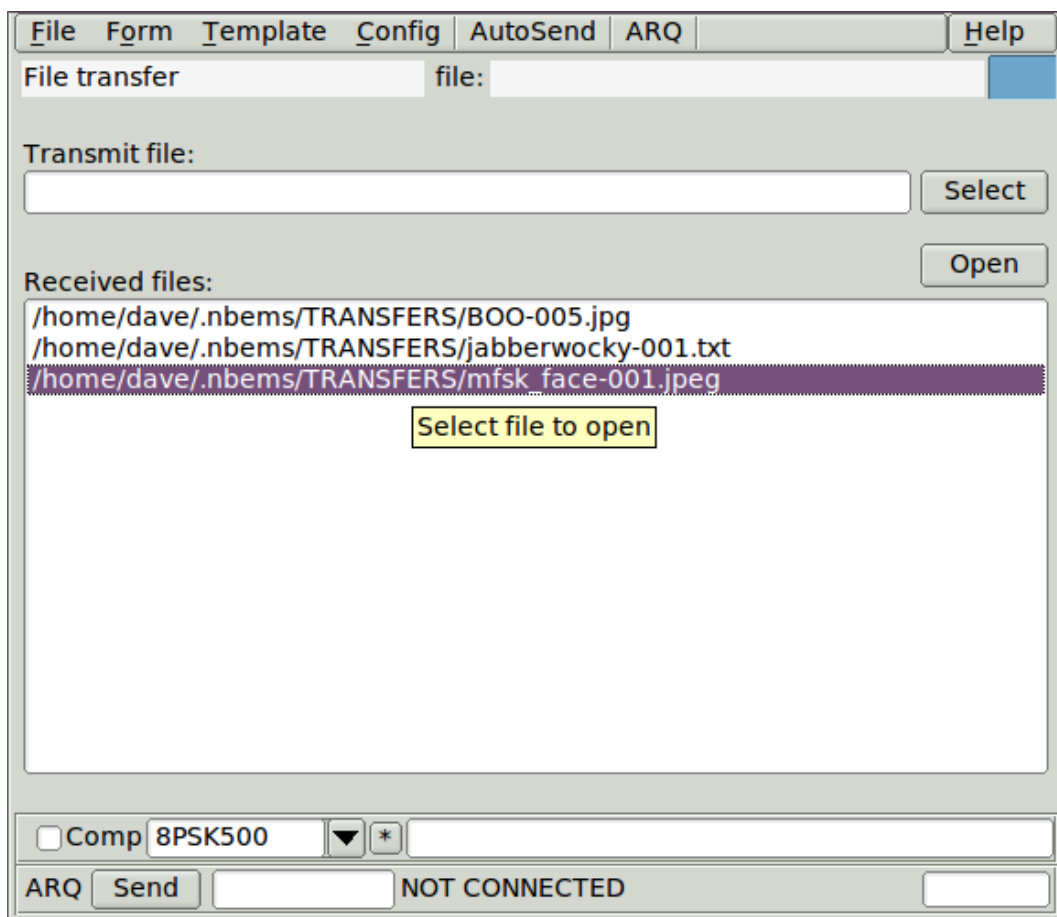 File Form Template Config AutoSend ARQ Help
File transfer file:
Transmit file:
Select
Open
Received files:
/home/dave/.nbems/TRANSFERS/BOO-005.jpg
/home/dave/.nbems/TRANSFERS/jabberwocky-001.txt
/home/dave/.nbems/TRANSFERS/mfsk_face-001.jpeg
Select file to open
Comp 8PSK500 *
ARQ Send NOT CONNECTED